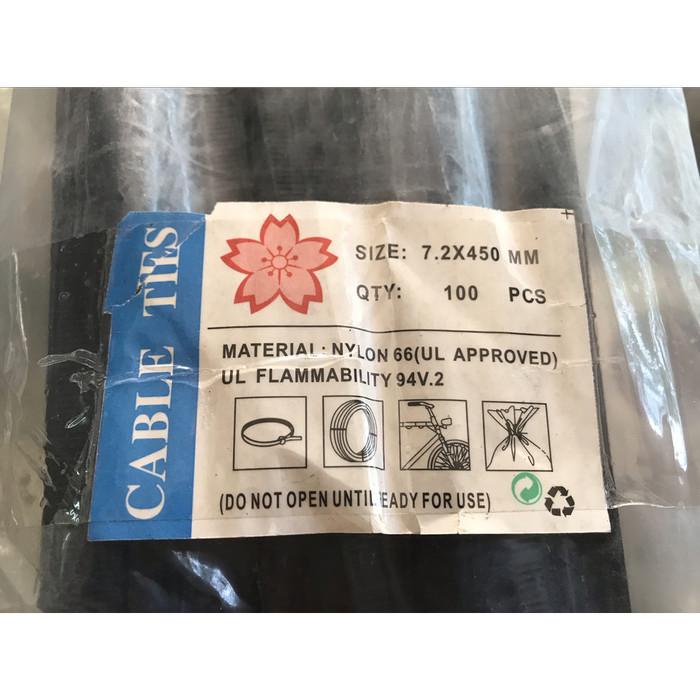 CABLE TIES
SIZE: 7.2X450 MM
QTY: 100 PCS
MATERIAL: NYLON 66(UL APPROVED)
UL FLAMMABILITY 94V.2
(DO NOT OPEN UNTIL EADY FOR USE)